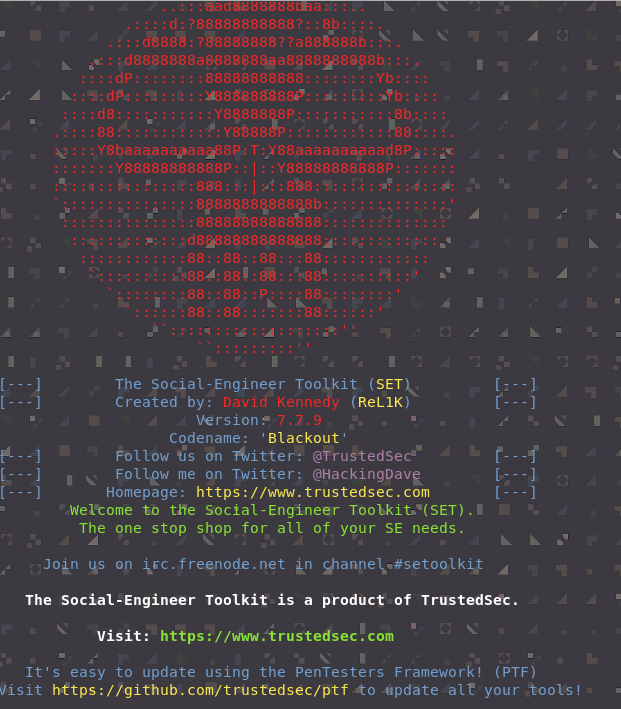 [---] The Social-Engineer Toolkit (SET) [---]
[---] Created by: David Kennedy (ReL1K) [---]
Version: 7.7.9
Codename: 'Blackout'
[---] Follow us on Twitter: @TrustedSec [---]
[---] Follow me on Twitter: @HackingDave [---]
[---] Homepage: https://www.trustedsec.com [---]
Welcome to the Social-Engineer Toolkit (SET).
The one stop shop for all of your SE needs.
Join us on irc.freenode.net in channel #setoolkit
The Social-Engineer Toolkit is a product of TrustedSec.
Visit: https://www.trustedsec.com
It's easy to update using the PenTesters Framework! (PTF)
Visit https://github.com/trustedsec/ptf to update all your tools!